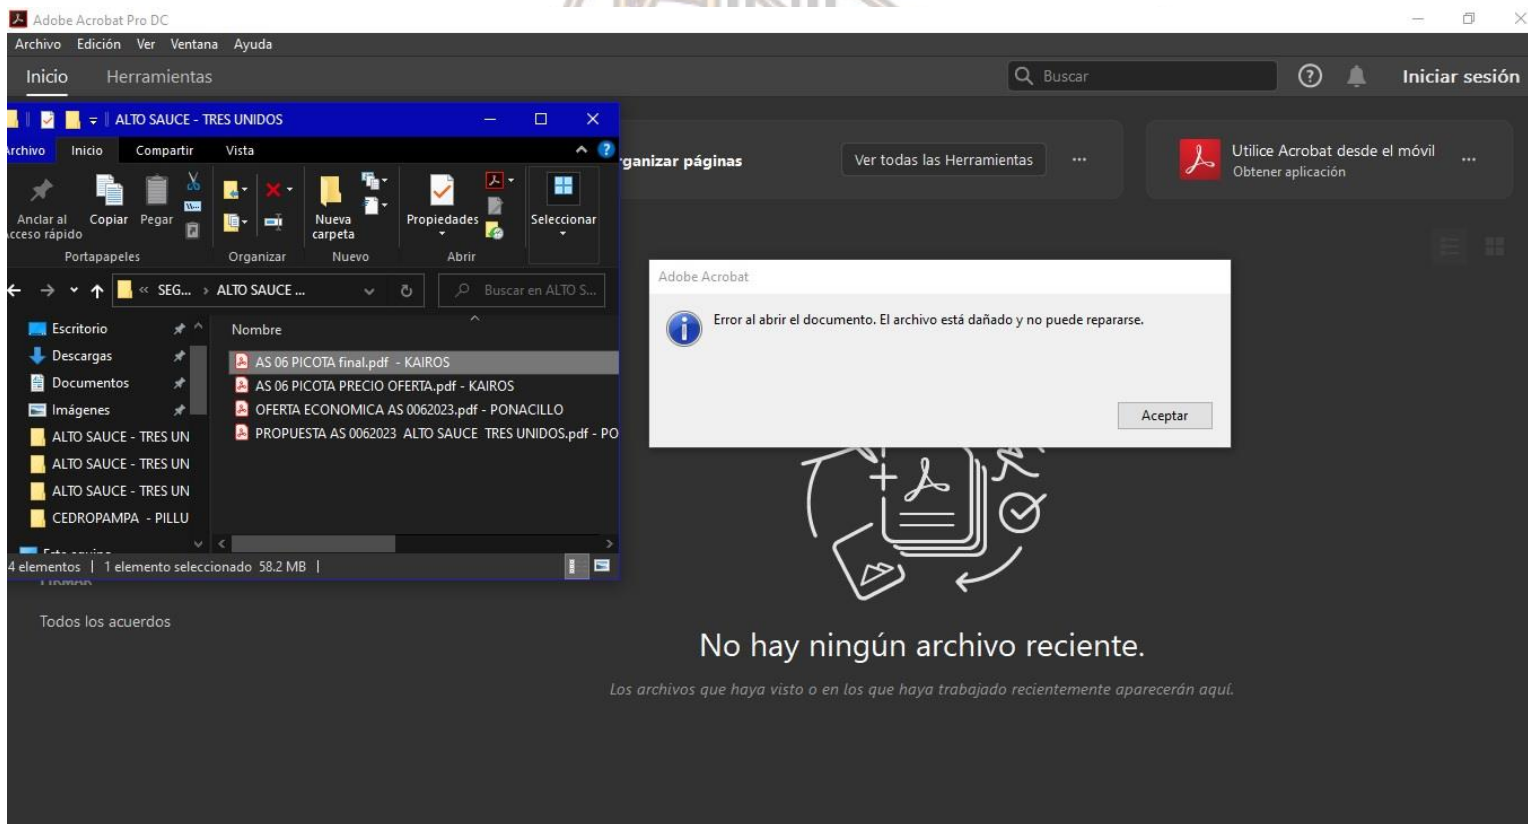 Adobe Acrobat Pro DC
Archivo Edición Ver Ventana Ayuda
Inicio Herramientas
Buscar
Iniciar sesión
ALTO SAUCE - TRES UNIDOS
Archivo Inicio Compartir Vista
Anclar al
Acceso rápido
Copiar
Pegar
Portapapeles
Organizar
Nueva
carpeta
Nuevo
Propiedades
Abrir
Seleccionar
SEG... ALTO SAUCE ...
Buscar en ALTO S...
Escritorio
Descargas
Documentos
Imágenes
ALTO SAUCE - TRES UN
ALTO SAUCE - TRES UN
ALTO SAUCE - TRES UN
CEDROPAMPA - PILLU
Nombre
AS 06 PICOTA final.pdf - KAIROS
AS 06 PICOTA PRECIO OFERTA.pdf - KAIROS
OFERTA ECONOMICA AS 0062023.pdf - PONACILLO
PROPUESTA AS 0062023 ALTO SAUCE TRES UNIDOS.pdf - PO
4 elementos | 1 elemento seleccionado 58.2 MB |
rganizar páginas
Ver todas las Herramientas
Utilice Acrobat desde el móvil
Obtener aplicación
Adobe Acrobat
Error al abrir el documento. El archivo está dañado y no puede repararse.
Aceptar
Todos los acuerdos
No hay ningún archivo reciente.
Los archivos que haya visto o en los que haya trabajado recientemente aparecerán aquí.